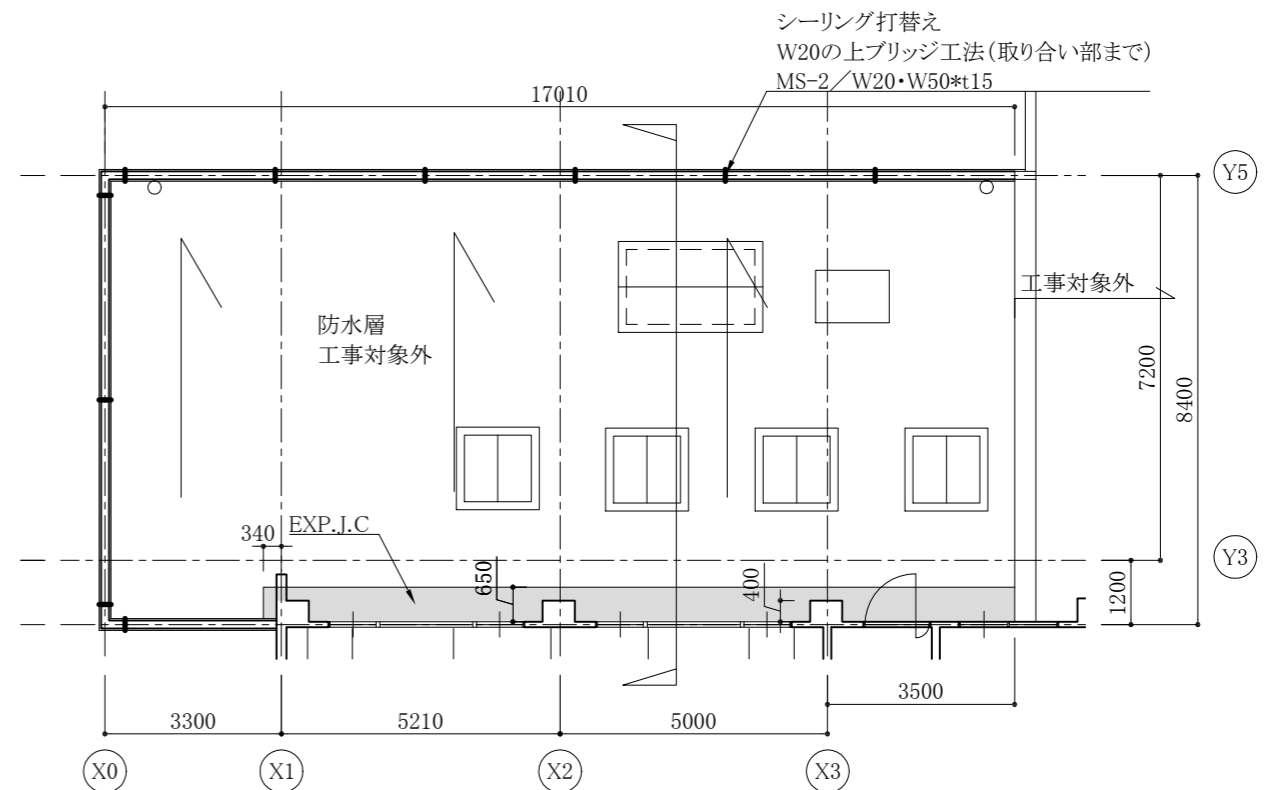 シーリング打替え
W20の上ブリッジ工法(取り合い部まで)
MS-2/W20・W50*t15
17010
Y5
工事対象外
防水層
工事対象外
7200
8400
340
EXP.J.C
650
400
Y3
1200
3500
3300
5210
5000
X0
X1
X2
X3